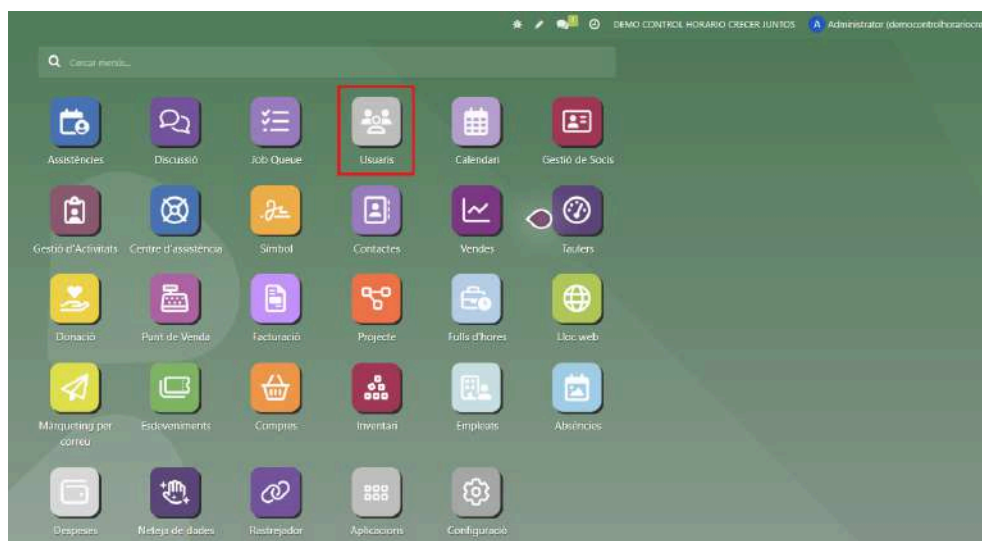 DEMO CONTROL HORARIO CRECER JUNTOS
A Administrator (democontrolhorariocre
Cercar menús...
Assistències Discussió Job Queue Usuaris Calendari Gestió de Socis
Gestió d'Activitats Centre d'assistència Símbol Contactes Vendes Taulers
Donació Punt de Venda Facturació Projecte Fulls d'hores Lloc web
Màrqueting per correu Esdeveniments Compres Inventari Empleats Absències
Despeses Neteja de dades Rastrejador Aplicacions Configuració